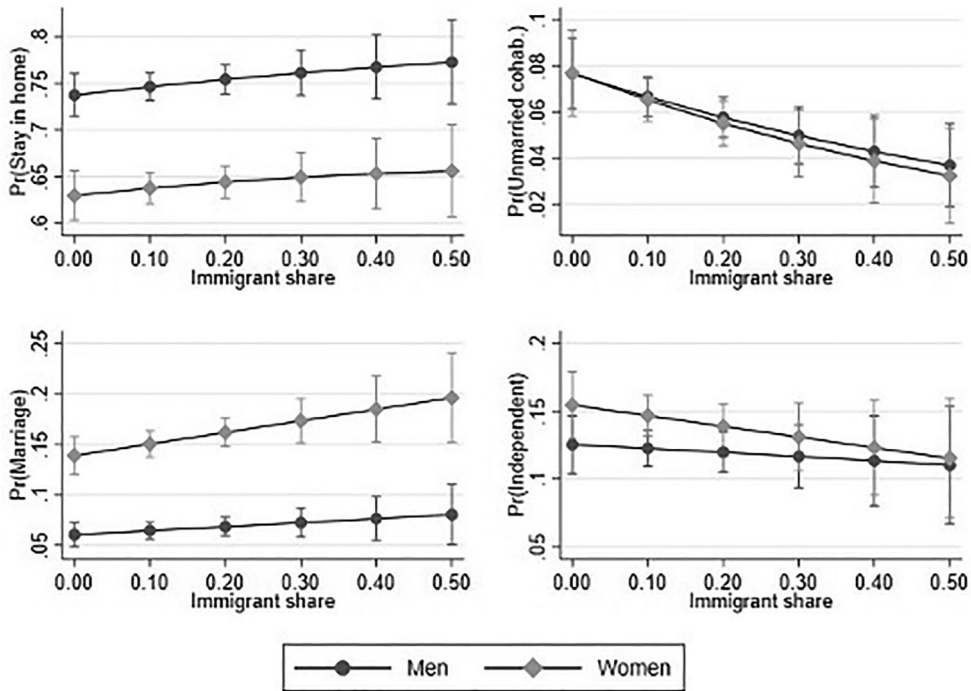 Pr(Stay in home)
.8
.75
.7
.65
.6
0.00 0.10 0.20 0.30 0.40 0.50
Immigrant share
Pr(Unmarried cohab.)
.1
.08
.06
.04
.02
0.00 0.10 0.20 0.30 0.40 0.50
Immigrant share
Pr(Marriage)
.25
.2
.15
.1
.05
0.00 0.10 0.20 0.30 0.40 0.50
Immigrant share
Pr(Independent)
.2
.15
.1
.05
0.00 0.10 0.20 0.30 0.40 0.50
Immigrant share
Men Women